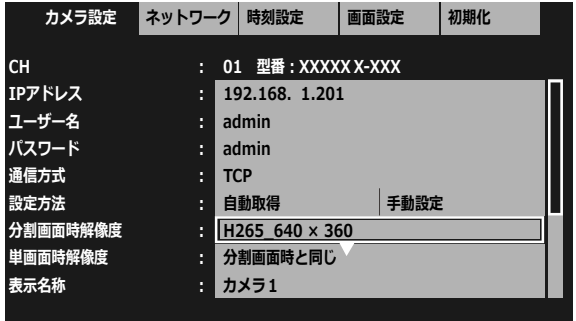 カメラ設定 ネットワーク 時刻設定 画面設定 初期化
CH : 01 型番 : XXXXX X-XXX
IPアドレス : 192.168. 1.201
ユーザー名 : admin
パスワード : admin
通信方式 : TCP
設定方法 : 自動取得 手動設定
分割画面時解像度 : H265_640 × 360
単画面時解像度 : 分割画面時と同じ
表示名称 : カメラ1